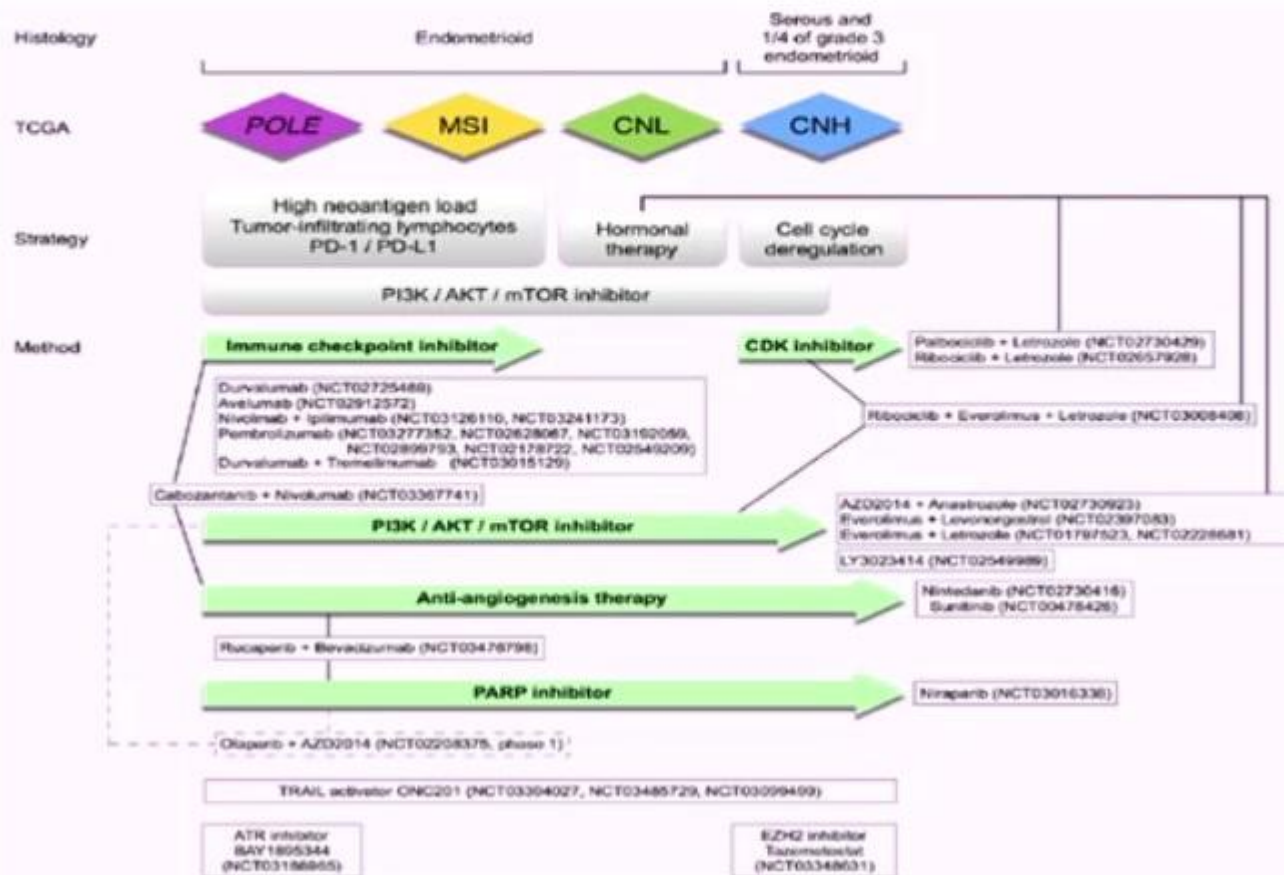 Histology
Endometrioid
Serous and
1/4 of grade 3
endometrioid
TCGA
POLE
MSI
CNL
CNH
Strategy
High neoantigen load
Tumor-infiltrating lymphocytes
PD-1 / PD-L1
Hormonal
therapy
Cell cycle
deregulation
PI3K / AKT / mTOR inhibitor
Method
Immune checkpoint inhibitor
CDK inhibitor
Palbociclib + Letrozole (NCT02730429)
Ribociclib + Letrozole (NCT02657928)
Durvalumab (NCT02725489)
Avelumab (NCT02912572)
Nivolmab + Ipilimumab (NCT03126110, NCT03241173)
Pembrolizumab (NCT03277352, NCT02628067, NCT03192059,
NCT02899793, NCT02178722, NCT02549209)
Durvalumab + Tremelimumab (NCT03015129)
Ribociclib + Everolimus + Letrozole (NCT03008408)
Cabozantanib + Nivolumab (NCT03367741)
PI3K / AKT / mTOR inhibitor
AZD2014 + Anastrozole (NCT02730923)
Everolimus + Levonorgestrol (NCT02397083)
Everolimus + Letrozole (NCT01797523, NCT02228681)
LY3023414 (NCT02549989)
Anti-angiogenesis therapy
Nintedanib (NCT02730416)
Sunitinib (NCT00478426)
Rucaparib + Bevacizumab (NCT03476798)
PARP inhibitor
Niraparib (NCT03016338)
Olaparib + AZD2014 (NCT02208375, phase 1)
TRAIL activator ONC201 (NCT03394027, NCT03485729, NCT03099499)
ATR inhibitor
BAY1895344
(NCT03188965)
EZH2 inhibitor
Tazemetostat
(NCT03348631)